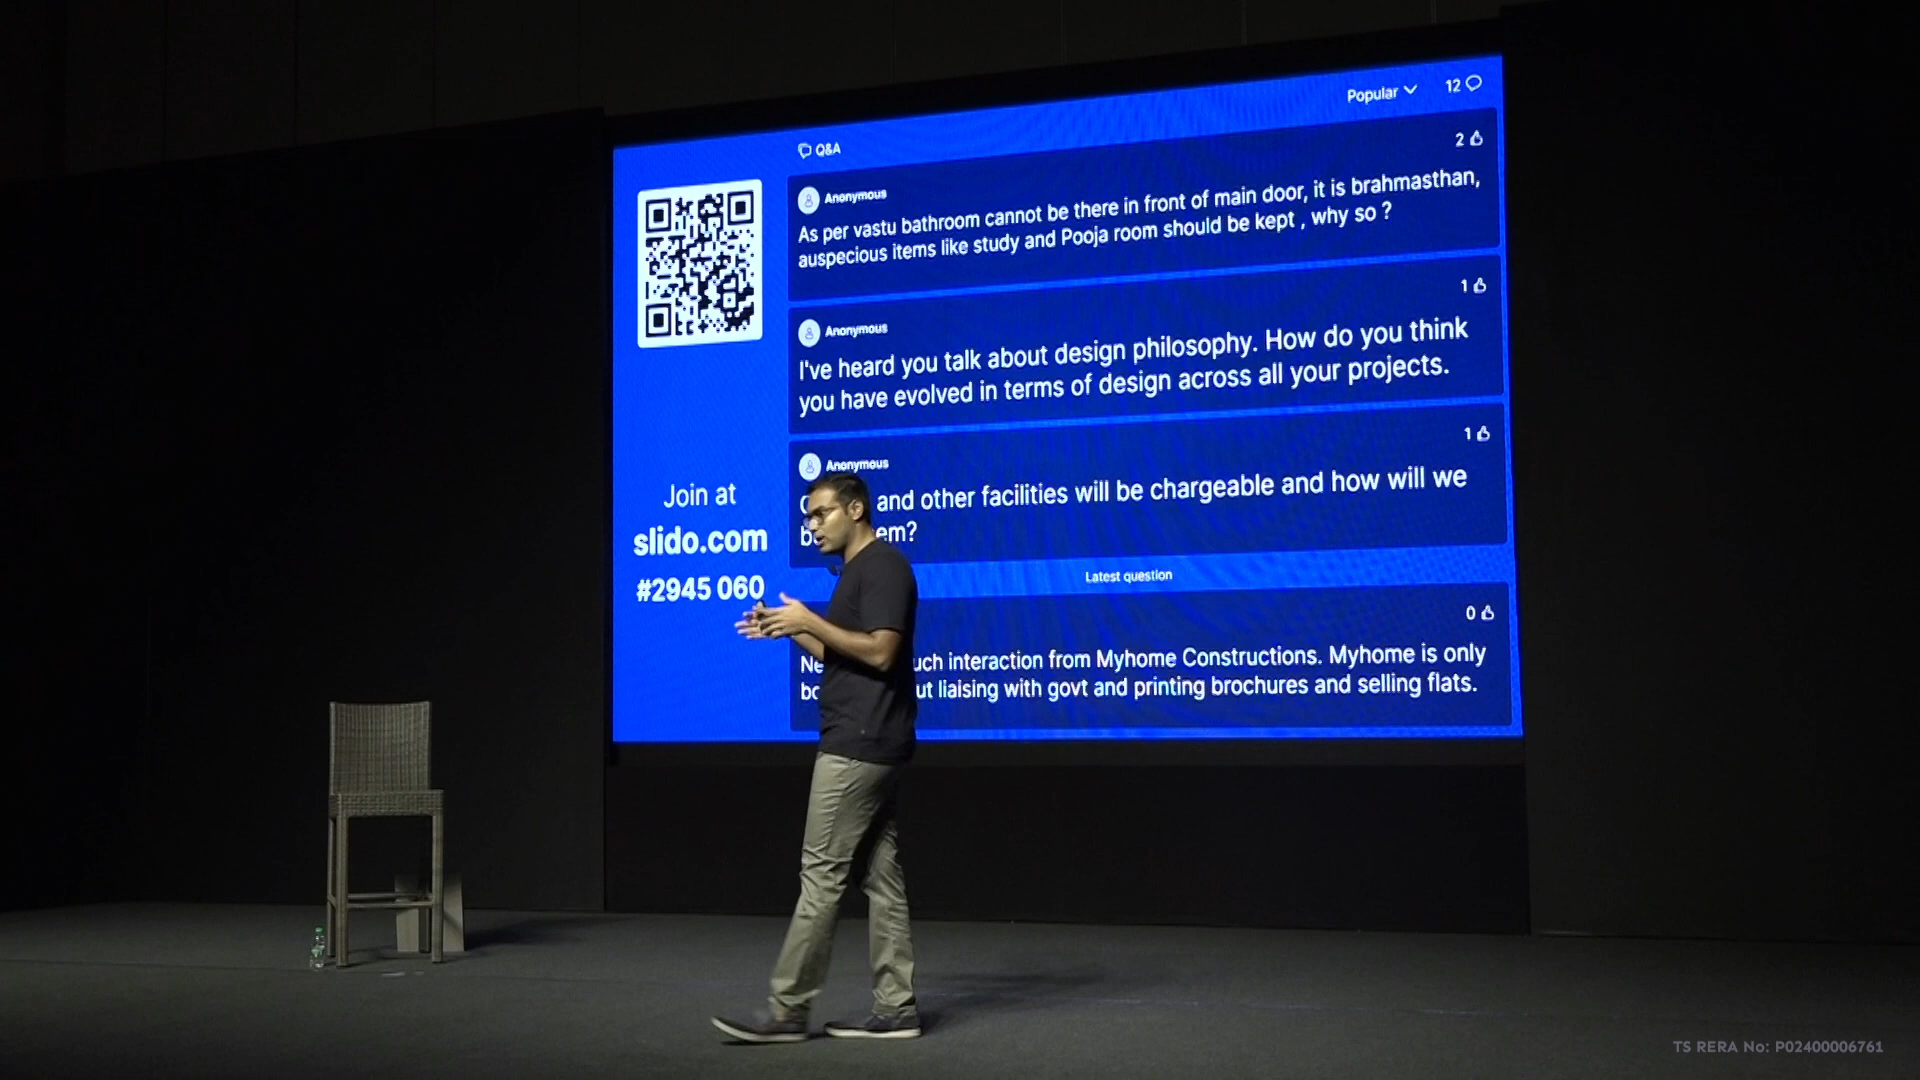 Popular 12
Q&A
2
Anonymous
As per vastu bathroom cannot be there in front of main door, it is brahmasthan,
auspecious items like study and Pooja room should be kept , why so ?
1
Anonymous
I've heard you talk about design philosophy. How do you think
you have evolved in terms of design across all your projects.
1
Anonymous
and other facilities will be chargeable and how will we
Join at
slido.com
#2945 060
Latest question
0
interaction from Myhome Constructions. Myhome is only
liaising with govt and printing brochures and selling flats.
TS RERA No: P02400006761